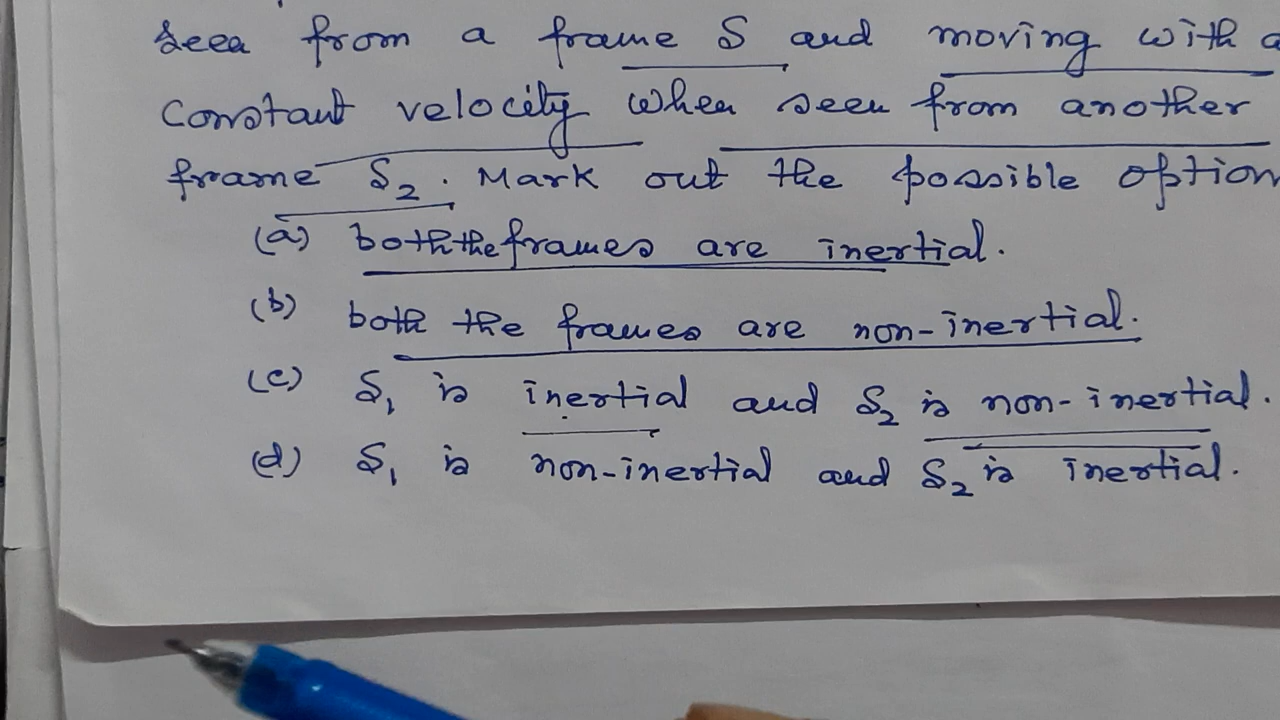 seen from a frame S and moving with a
constant velocity when seen from another
frame S₂. Mark out the possible option
(a) both the frames are inertial.
(b) both the frames are non-inertial.
(c) S₁ is inertial and S₂ is non-inertial.
(d) S₁ is non-inertial and S₂ is inertial.